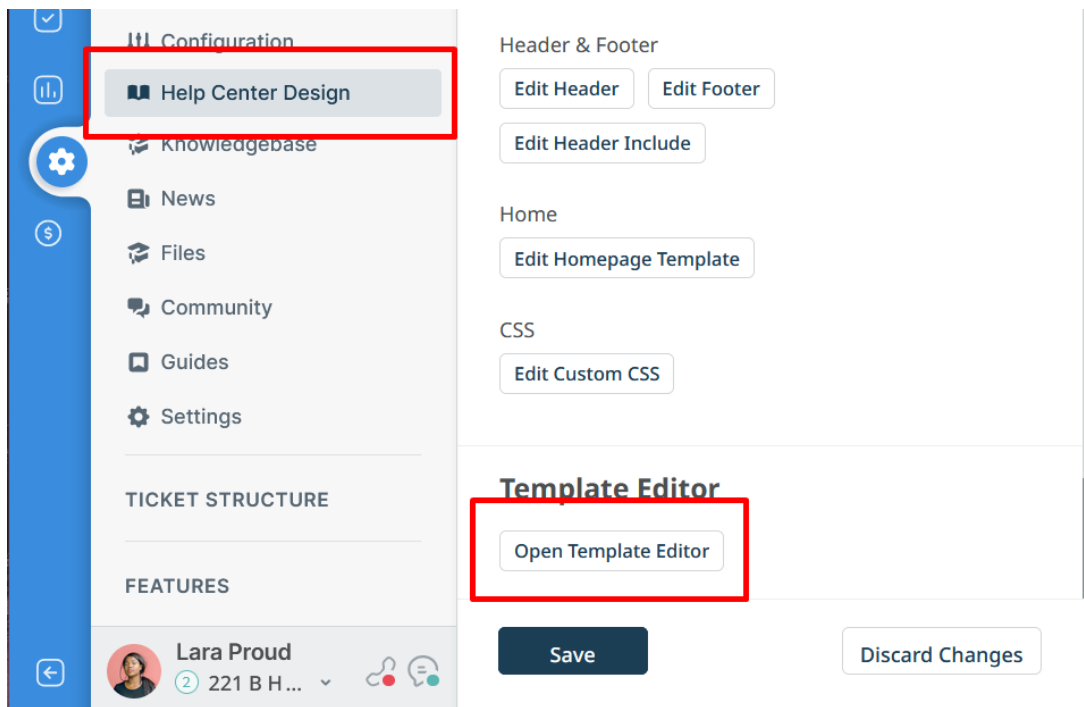 Configuration
Help Center Design
Knowledgebase
News
Files
Community
Guides
Settings
TICKET STRUCTURE
FEATURES
Lara Proud
2 221 B H...
Header & Footer
Edit Header Edit Footer
Edit Header Include
Home
Edit Homepage Template
CSS
Edit Custom CSS
Template Editor
Open Template Editor
Save Discard Changes